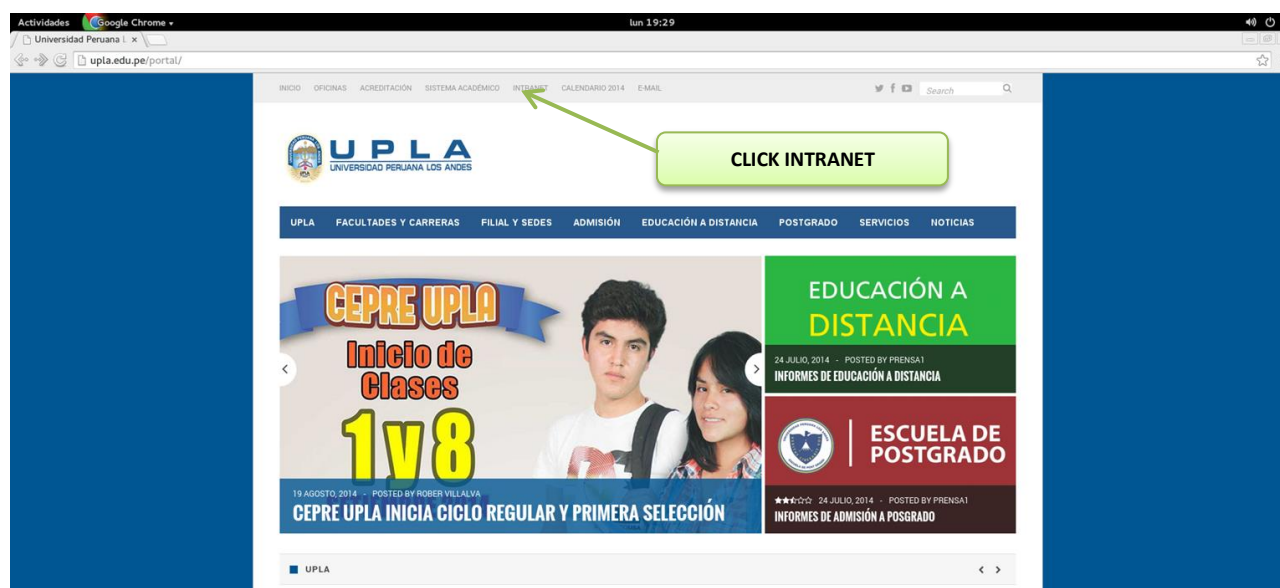 Actividades Google Chrome lun 19:29
Universidad Peruana L ×
upla.edu.pe/portal/
INICIO OFICINAS ACREDITACIÓN SISTEMA ACADÉMICO INTRANET CALENDARIO 2014 E-MAIL Search
CLICK INTRANET
UPLA
UNIVERSIDAD PERUANA LOS ANDES
UPLA FACULTADES Y CARRERAS FILIAL Y SEDES ADMISIÓN EDUCACIÓN A DISTANCIA POSTGRADO SERVICIOS NOTICIAS
CEPRE UPLA
Inicio de
Clases
1 y 8
19 AGOSTO, 2014 - POSTED BY ROBER VILLALVA
CEPRE UPLA INICIA CICLO REGULAR Y PRIMERA SELECCIÓN
EDUCACIÓN A
DISTANCIA
24 JULIO, 2014 - POSTED BY PRENSA1
INFORMES DE EDUCACIÓN A DISTANCIA
ESCUELA DE
POSTGRADO
24 JULIO, 2014 - POSTED BY PRENSA1
INFORMES DE ADMISIÓN A POSGRADO
UPLA